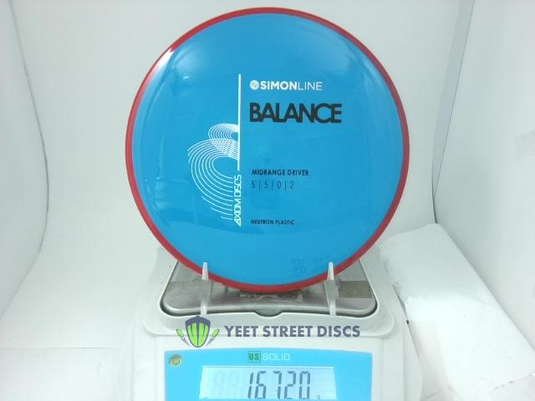 SIMONLINE
BALANCE
MIDRANGE DRIVER
5 | 5 | 0 | 2
AXIOM DISCS
NEUTRON PLASTIC
YEET STREET DISCS
US SOLID
167.20 g